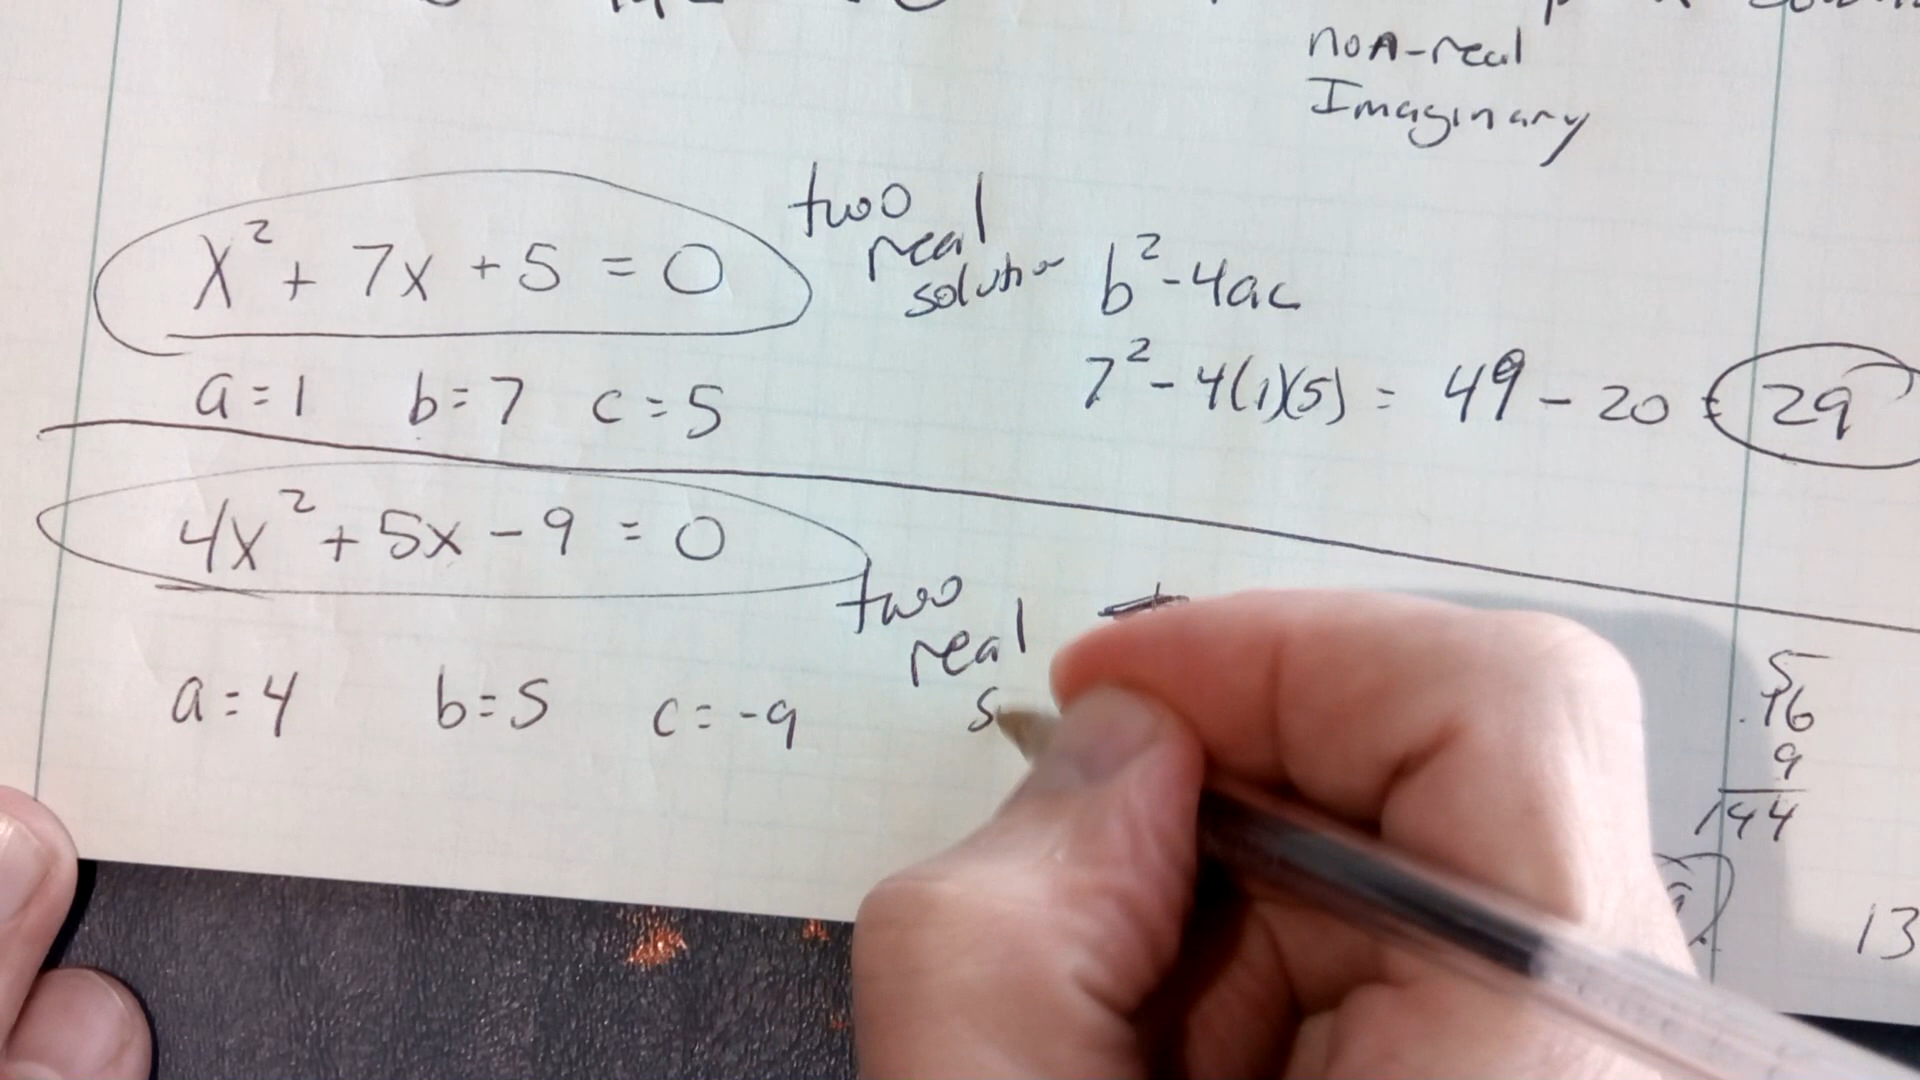 non-real
Imaginary
x² + 7x + 5 = 0
two
real
solution
b² - 4ac
7² - 4(1)(5) = 49 - 20 = 29
a = 1 b = 7 c = 5
4x² + 5x - 9 = 0
two
real
s
a = 4 b = 5 c = -9
5
16
9
144
13